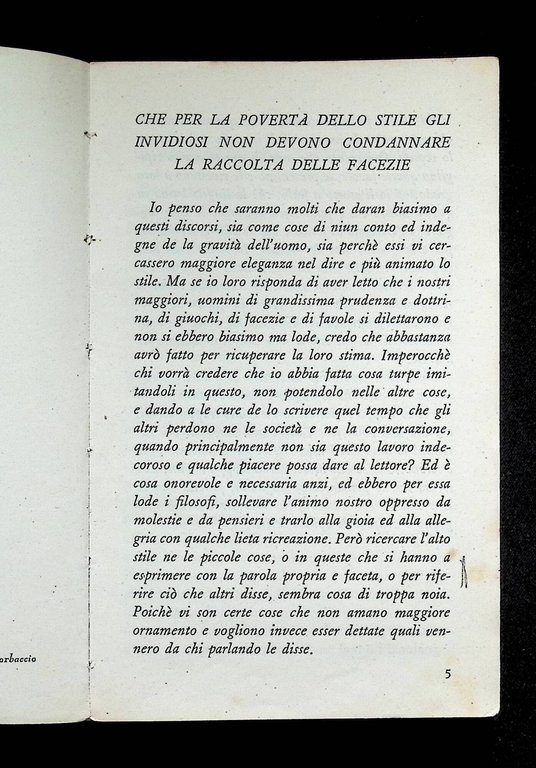 CHE PER LA POVERTÀ DELLO STILE GLI
INVIDIOSI NON DEVONO CONDANNARE
LA RACCOLTA DELLE FACEZIE
Io penso che saranno molti che daran biasimo a
questi discorsi, sia come cose di niun conto ed inde-
gne de la gravità dell'uomo, sia perchè essi vi cer-
cassero maggiore eleganza nel dire e più animato lo
stile. Ma se io loro risponda di aver letto che i nostri
maggiori, uomini di grandissima prudenza e dottri-
na, di giuochi, di facezie e di favole si dilettarono e
non si ebbero biasimo ma lode, credo che abbastanza
avrò fatto per ricuperare la loro stima. Imperocchè
chi vorrà credere che io abbia fatta cosa turpe imi-
tandoli in questo, non potendolo nelle altre cose,
e dando a le cure de lo scrivere quel tempo che gli
altri perdono ne le società e ne la conversazione,
quando principalmente non sia questo lavoro inde-
coroso e qualche piacere possa dare al lettore? Ed è
cosa onorevole e necessaria anzi, ed ebbero per essa
lode i filosofi, sollevare l'animo nostro oppresso da
molestie e da pensieri e trarlo alla gioia ed alla alle-
gria con qualche lieta ricreazione. Però ricercare l'alto
stile ne le piccole cose, o in queste che si hanno a
esprimere con la parola propria e faceta, o per rife-
rire ciò che altri disse, sembra cosa di troppa noia.
Poichè vi son certe cose che non amano maggiore
ornamento e vogliono invece esser dettate quali ven-
nero da chi parlando le disse.
orbaccio
5